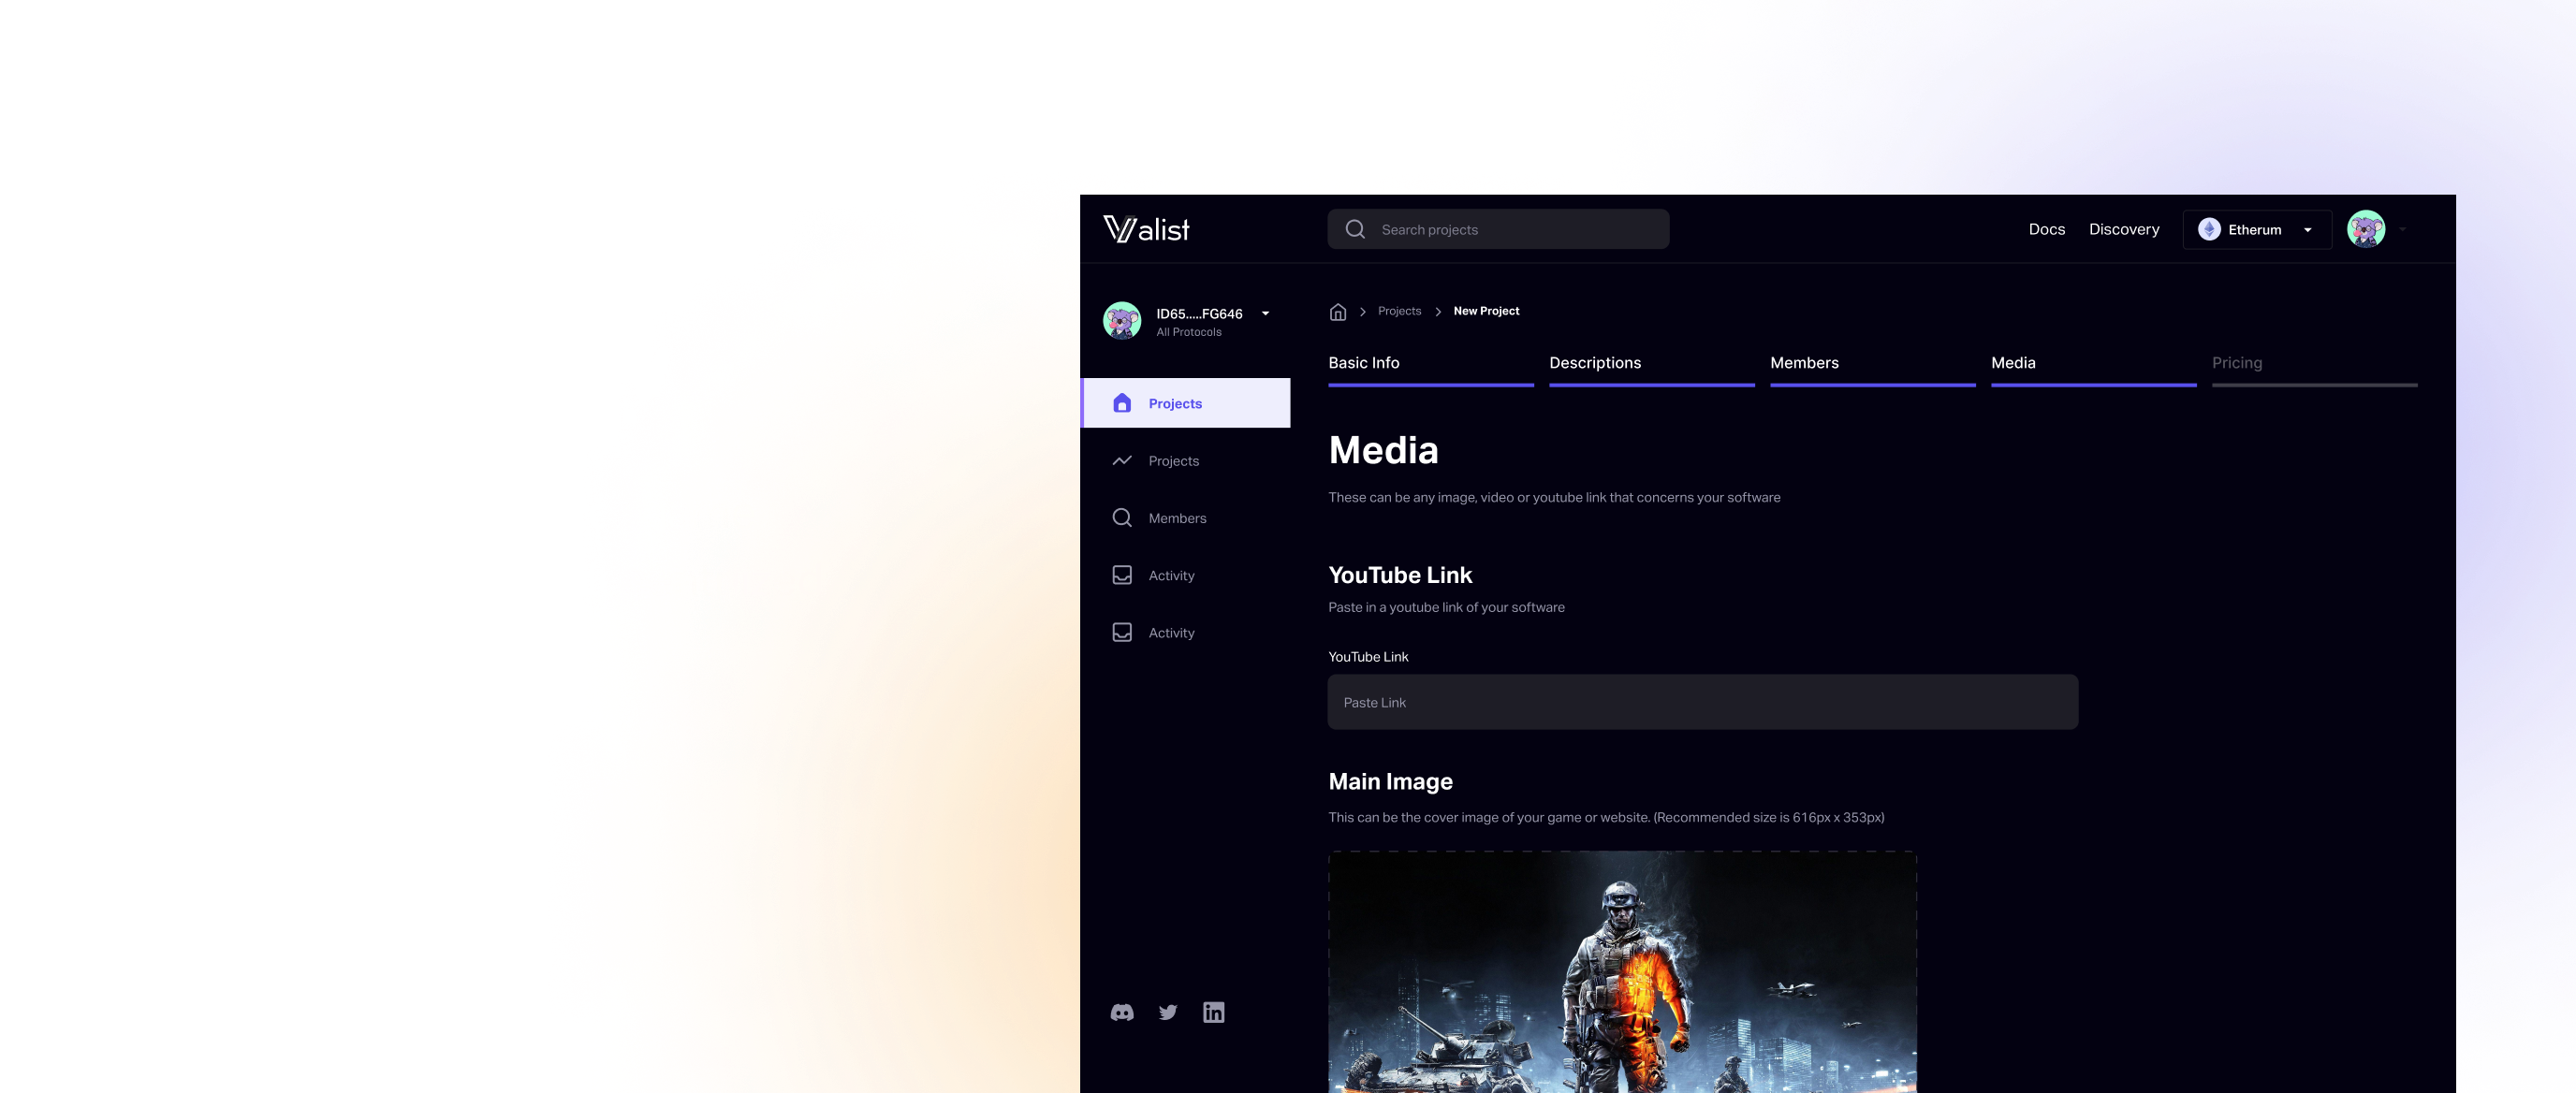 Valist
Search projects
Docs
Discovery
Etherum
ID65.....FG646
All Protocols
Projects
Projects
Members
Activity
Activity
Projects
New Project
Basic Info
Descriptions
Members
Media
Pricing
Media
These can be any image, video or youtube link that concerns your software
YouTube Link
Paste in a youtube link of your software
YouTube Link
Paste Link
Main Image
This can be the cover image of your game or website. (Recommended size is 616px x 353px)